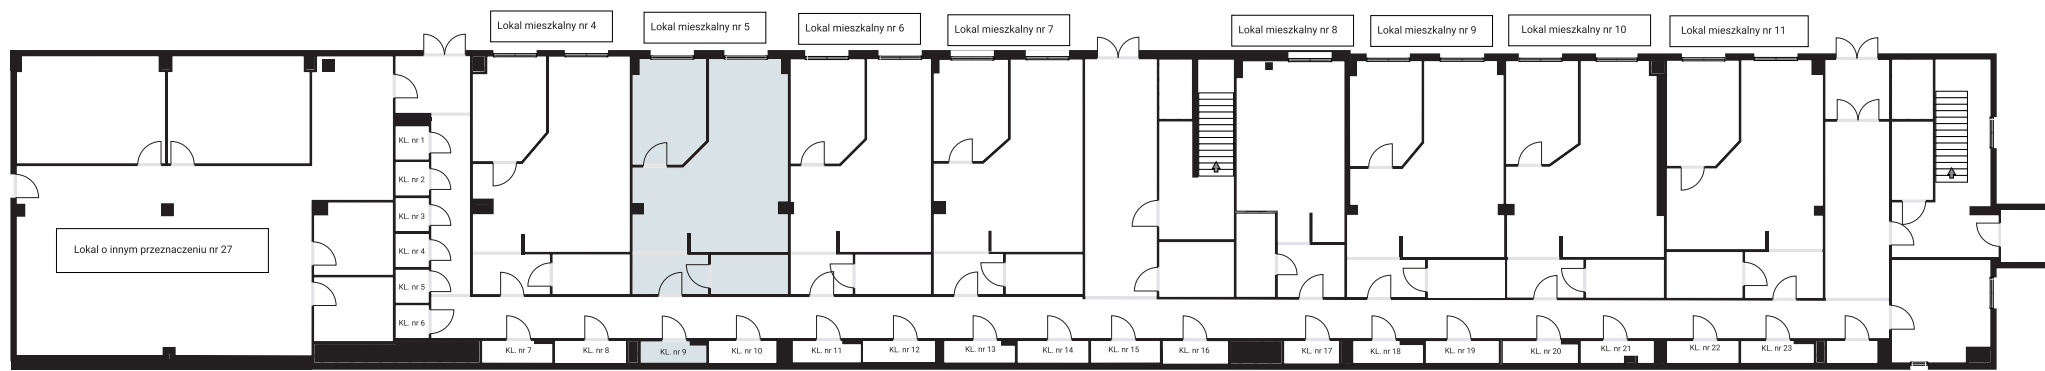 Lokal mieszkalny nr 4
Lokal mieszkalny nr 5
Lokal mieszkalny nr 6
Lokal mieszkalny nr 7
Lokal mieszkalny nr 8
Lokal mieszkalny nr 9
Lokal mieszkalny nr 10
Lokal mieszkalny nr 11
KL. nr 1
KL. nr 2
KL. nr 3
KL. nr 4
KL. nr 5
KL. nr 6
Lokal o innym przeznaczeniu nr 27
KL. nr 7
KL. nr 8
KL. nr 9
KL. nr 10
KL. nr 11
KL. nr 12
KL. nr 13
KL. nr 14
KL. nr 15
KL. nr 16
KL. nr 17
KL. nr 18
KL. nr 19
KL. nr 20
KL. nr 21
KL. nr 22
KL. nr 23